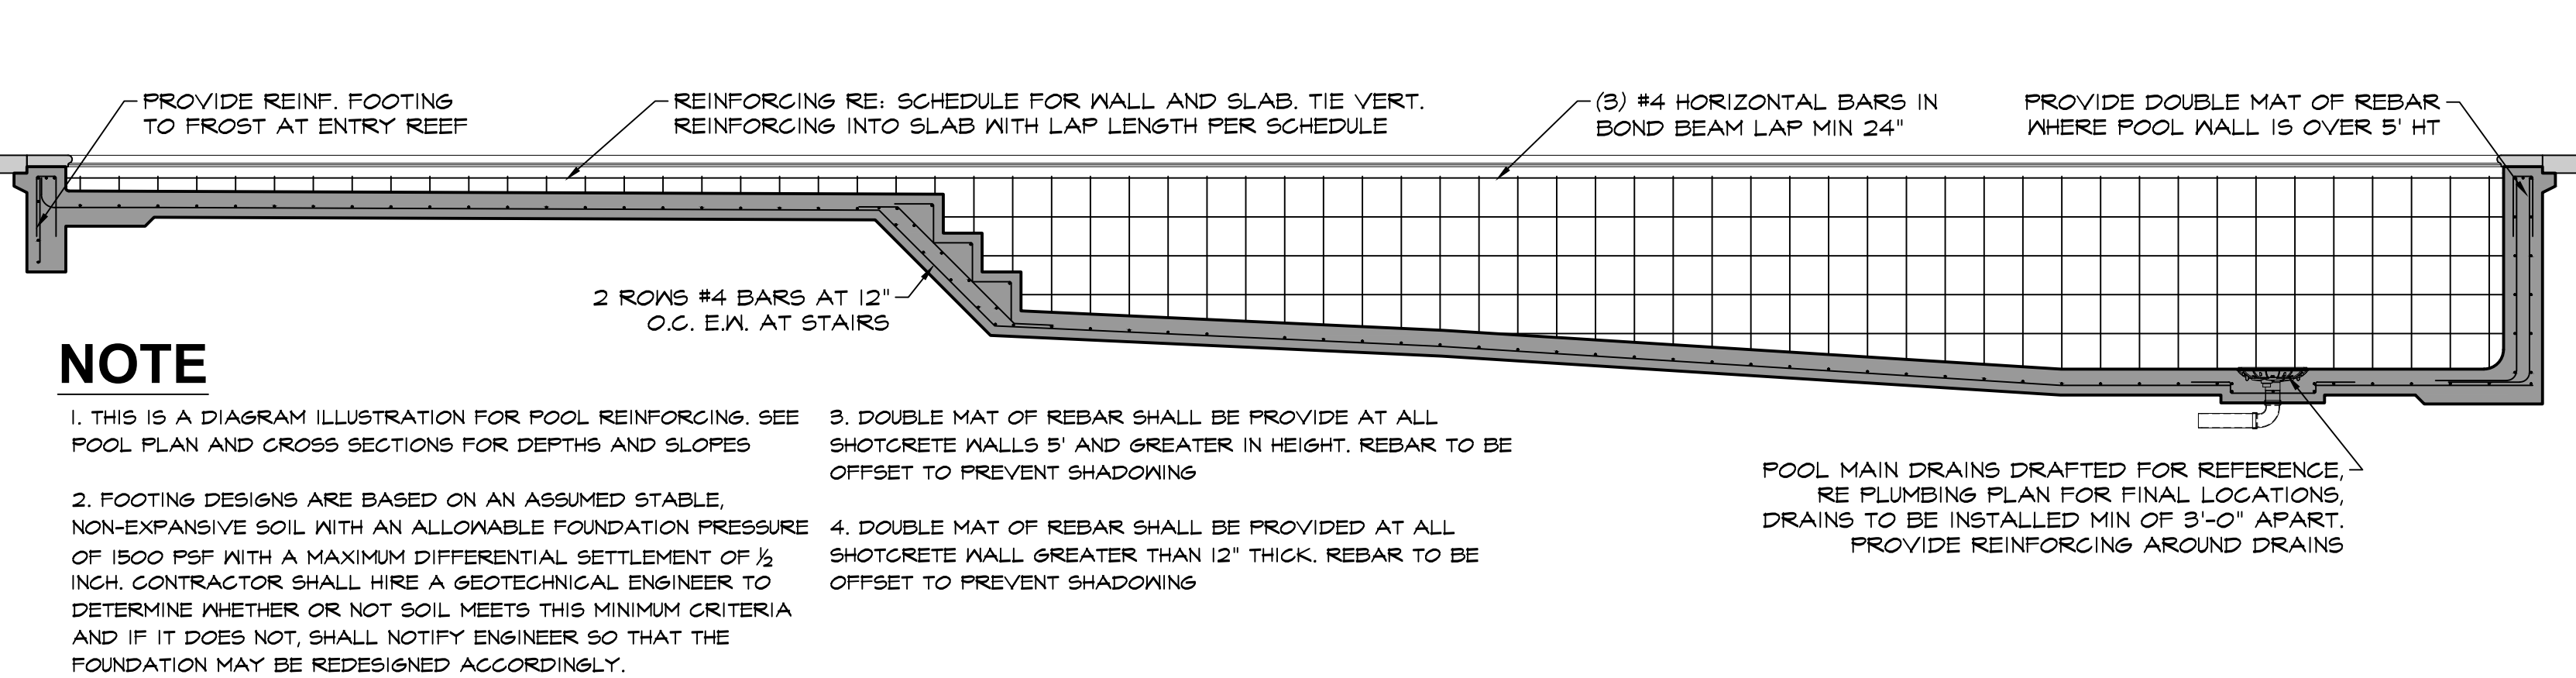 PROVIDE REINF. FOOTING
TO FROST AT ENTRY REEF
REINFORCING RE: SCHEDULE FOR WALL AND SLAB. TIE VERT.
REINFORCING INTO SLAB WITH LAP LENGTH PER SCHEDULE
(3) #4 HORIZONTAL BARS IN
BOND BEAM LAP MIN 24"
PROVIDE DOUBLE MAT OF REBAR
WHERE POOL WALL IS OVER 5' HT
2 ROWS #4 BARS AT 12"
O.C. E.W. AT STAIRS
NOTE
1. THIS IS A DIAGRAM ILLUSTRATION FOR POOL REINFORCING. SEE
POOL PLAN AND CROSS SECTIONS FOR DEPTHS AND SLOPES
2. FOOTING DESIGNS ARE BASED ON AN ASSUMED STABLE,
NON-EXPANSIVE SOIL WITH AN ALLOWABLE FOUNDATION PRESSURE
OF 1500 PSF WITH A MAXIMUM DIFFERENTIAL SETTLEMENT OF ½
INCH. CONTRACTOR SHALL HIRE A GEOTECHNICAL ENGINEER TO
DETERMINE WHETHER OR NOT SOIL MEETS THIS MINIMUM CRITERIA
AND IF IT DOES NOT, SHALL NOTIFY ENGINEER SO THAT THE
FOUNDATION MAY BE REDESIGNED ACCORDINGLY.
3. DOUBLE MAT OF REBAR SHALL BE PROVIDE AT ALL
SHOTCRETE WALLS 5' AND GREATER IN HEIGHT. REBAR TO BE
OFFSET TO PREVENT SHADOWING
4. DOUBLE MAT OF REBAR SHALL BE PROVIDED AT ALL
SHOTCRETE WALL GREATER THAN 12" THICK. REBAR TO BE
OFFSET TO PREVENT SHADOWING
POOL MAIN DRAINS DRAFTED FOR REFERENCE,
RE PLUMBING PLAN FOR FINAL LOCATIONS,
DRAINS TO BE INSTALLED MIN OF 3'-0" APART.
PROVIDE REINFORCING AROUND DRAINS